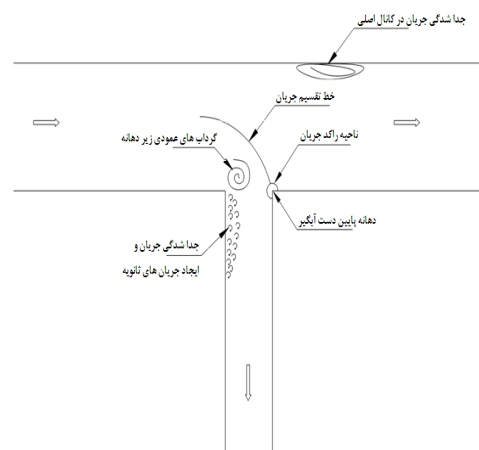 جدا شدگی جریان در کانال اصلی
خط تقسیم جریان
گرداب های عمودی زیر دهانه
ناحیه راکد جریان
دهانه پایین دست آبگیر
جدا شدگی جریان و
ایجاد جریان های ثانویه